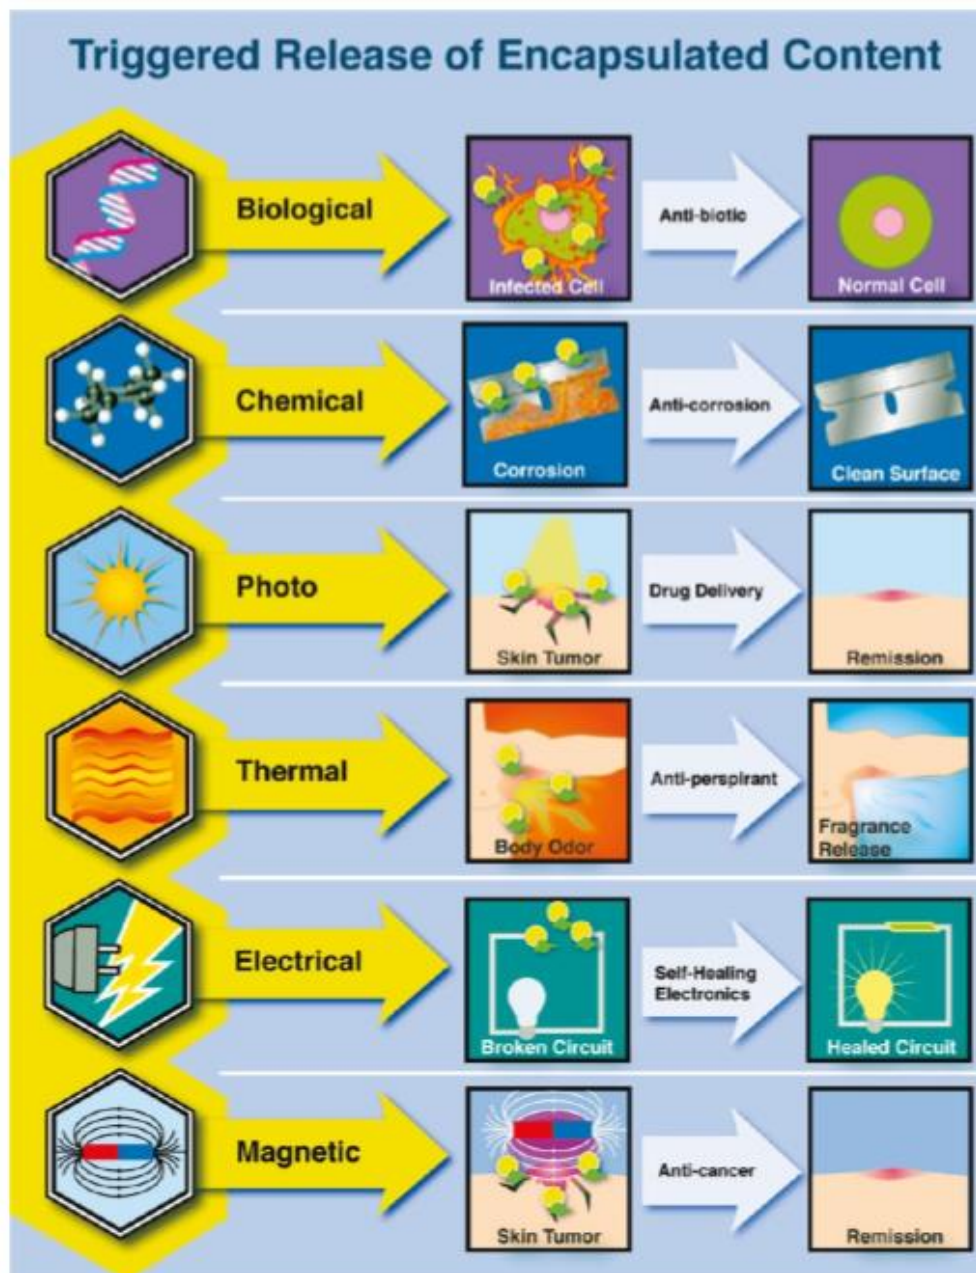 Triggered Release of Encapsulated Content
Biological
Infected Cell
Anti-biotic
Normal Cell
Chemical
Corrosion
Anti-corrosion
Clean Surface
Photo
Skin Tumor
Drug Delivery
Remission
Thermal
Body Odor
Anti-perspirant
Fragrance
Release
Electrical
Broken Circuit
Self-Healing
Electronics
Healed Circuit
Magnetic
Skin Tumor
Anti-cancer
Remission